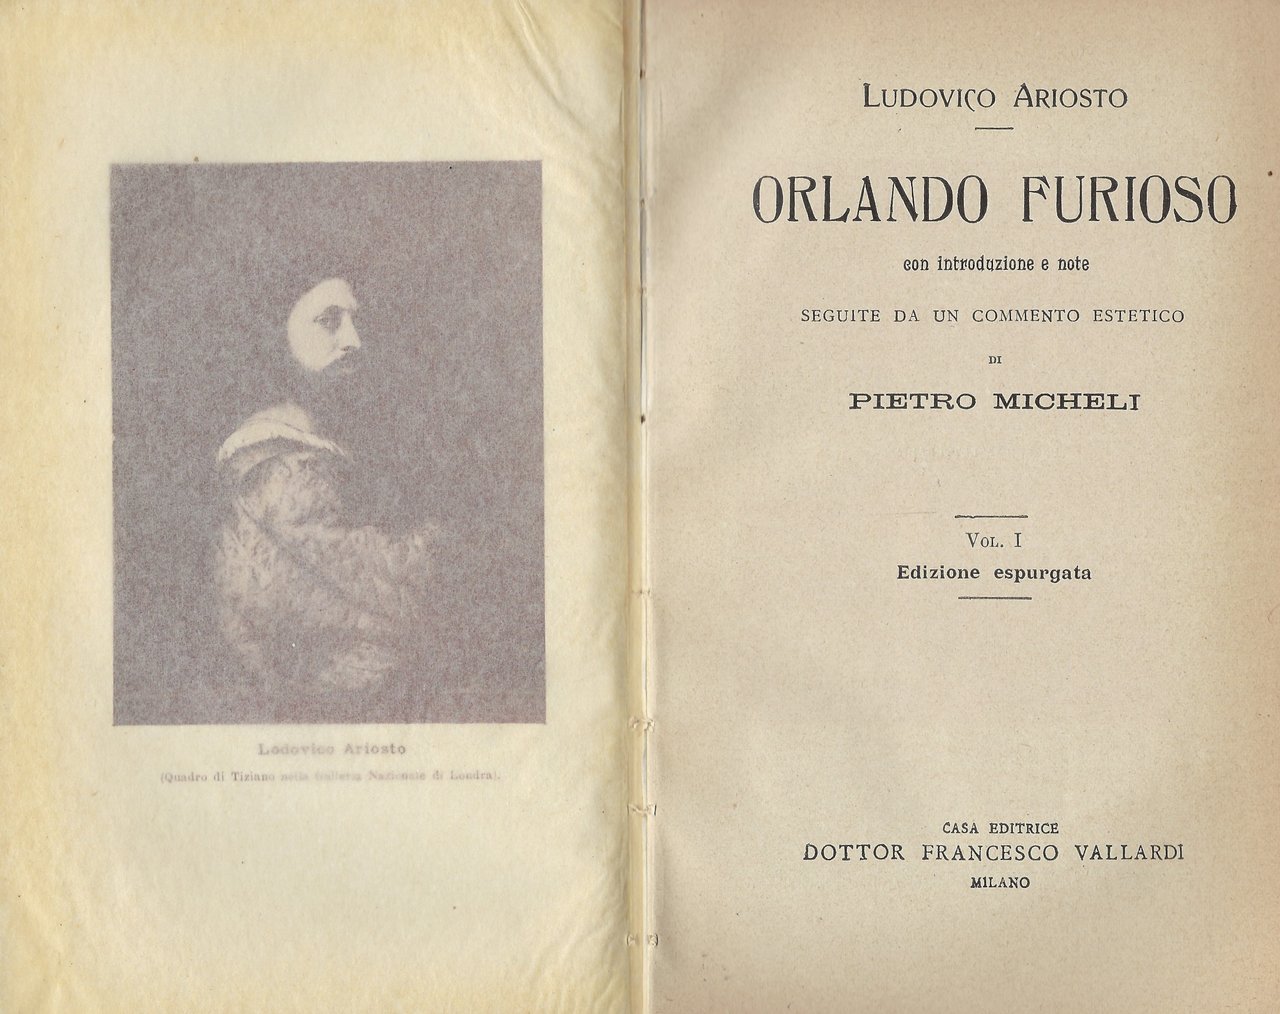 Lodovico Ariosto
(Quadro di Tiziano nella Galleria Nazionale di Londra).
LUDOVICO ARIOSTO
ORLANDO FURIOSO
con introduzione e note
SEGUITE DA UN COMMENTO ESTETICO
DI
PIETRO MICHELI
VOL. I
Edizione espurgata
CASA EDITRICE
DOTTOR FRANCESCO VALLARDI
MILANO